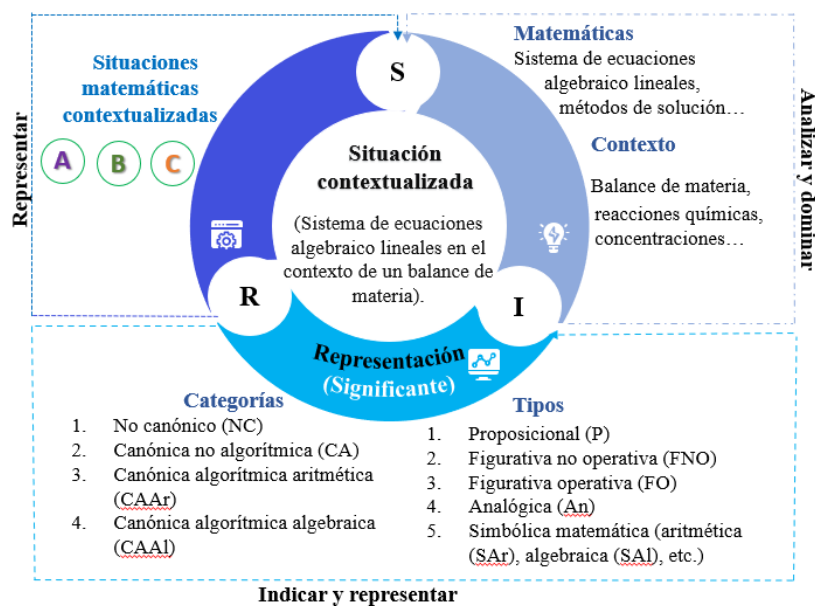 Situaciones
matemáticas
contextualizadas
A B C
Representar
S
Matemáticas
Sistema de ecuaciones
algebraico lineales,
métodos de solución…
Contexto
Balance de materia,
reacciones químicas,
concentraciones…
Analizar y dominar
Situación
contextualizada
(Sistema de ecuaciones
algebraico lineales en el
contexto de un balance de
materia).
R
I
Representación
(Significante)
Categorías
1. No canónico (NC)
2. Canónica no algorítmica (CA)
3. Canónica algorítmica aritmética
(CAAr)
4. Canónica algorítmica algebraica
(CAAl)
Tipos
1. Proposicional (P)
2. Figurativa no operativa (FNO)
3. Figurativa operativa (FO)
4. Analógica (An)
5. Simbólica matemática (aritmética
(SAr), algebraica (SAl), etc.)
Indicar y representar